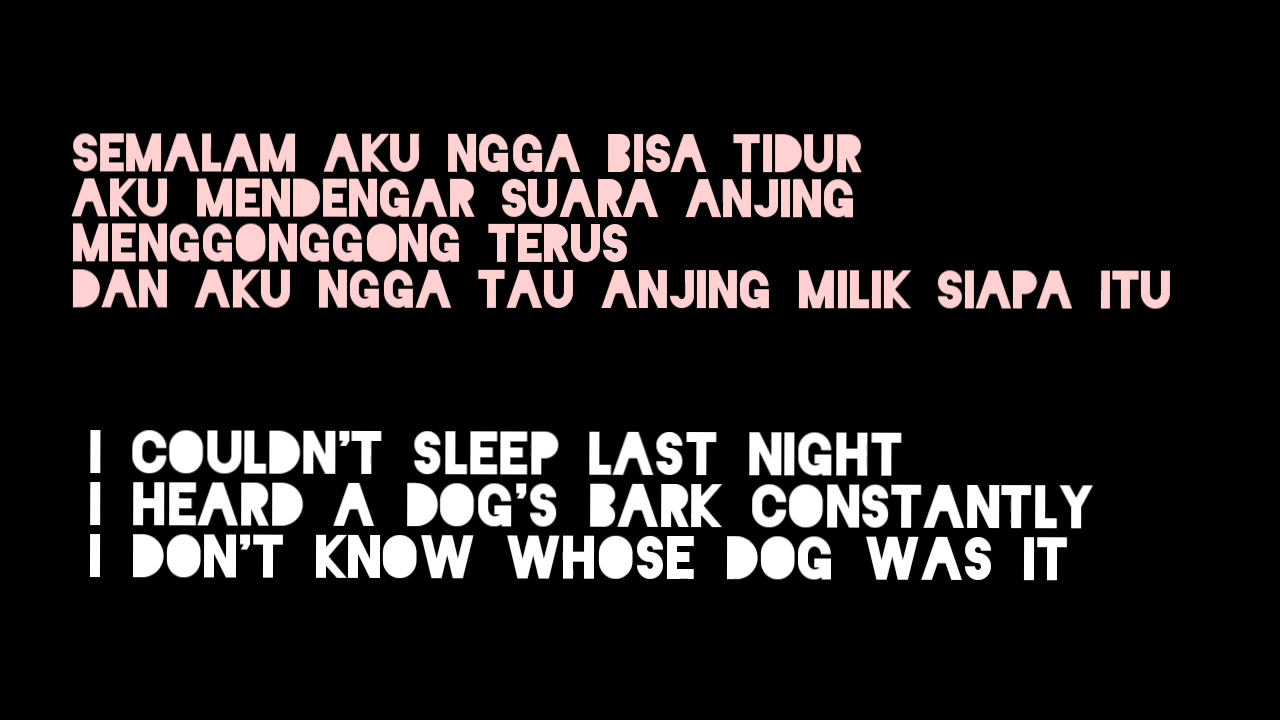 SEMALAM AKU NGGA BISA TIDUR
AKU MENDENGAR SUARA ANJING
MENGGONGGONG TERUS
DAN AKU NGGA TAU ANJING MILIK SIAPA ITU
I COULDN'T SLEEP LAST NIGHT
I HEARD A DOG'S BARK CONSTANTLY
I DON'T KNOW WHOSE DOG WAS IT